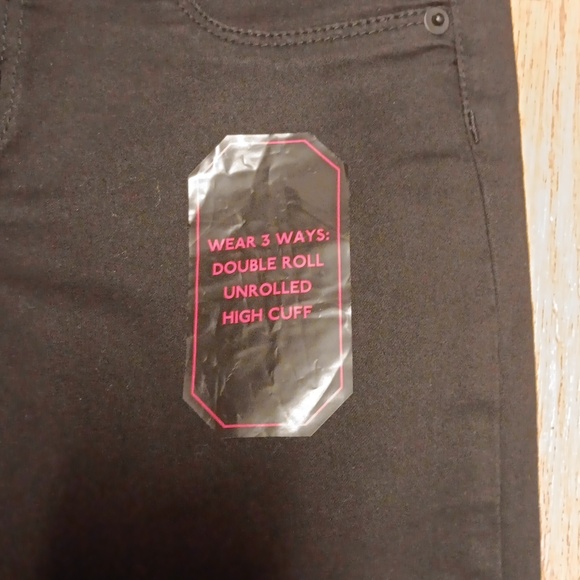 WEAR 3 WAYS:
DOUBLE ROLL
UNROLLED
HIGH CUFF